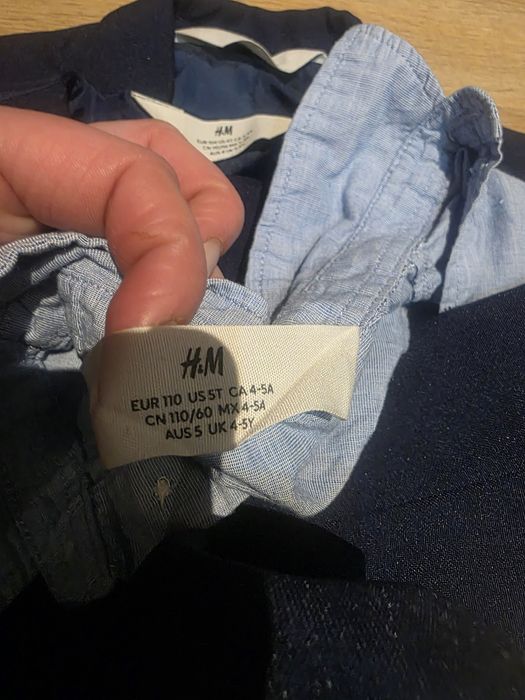 H&M
H&M
EUR 110 US 5T CA 4-5A
CN 110/60 MX 4-5A
AUS 5 UK 4-5Y